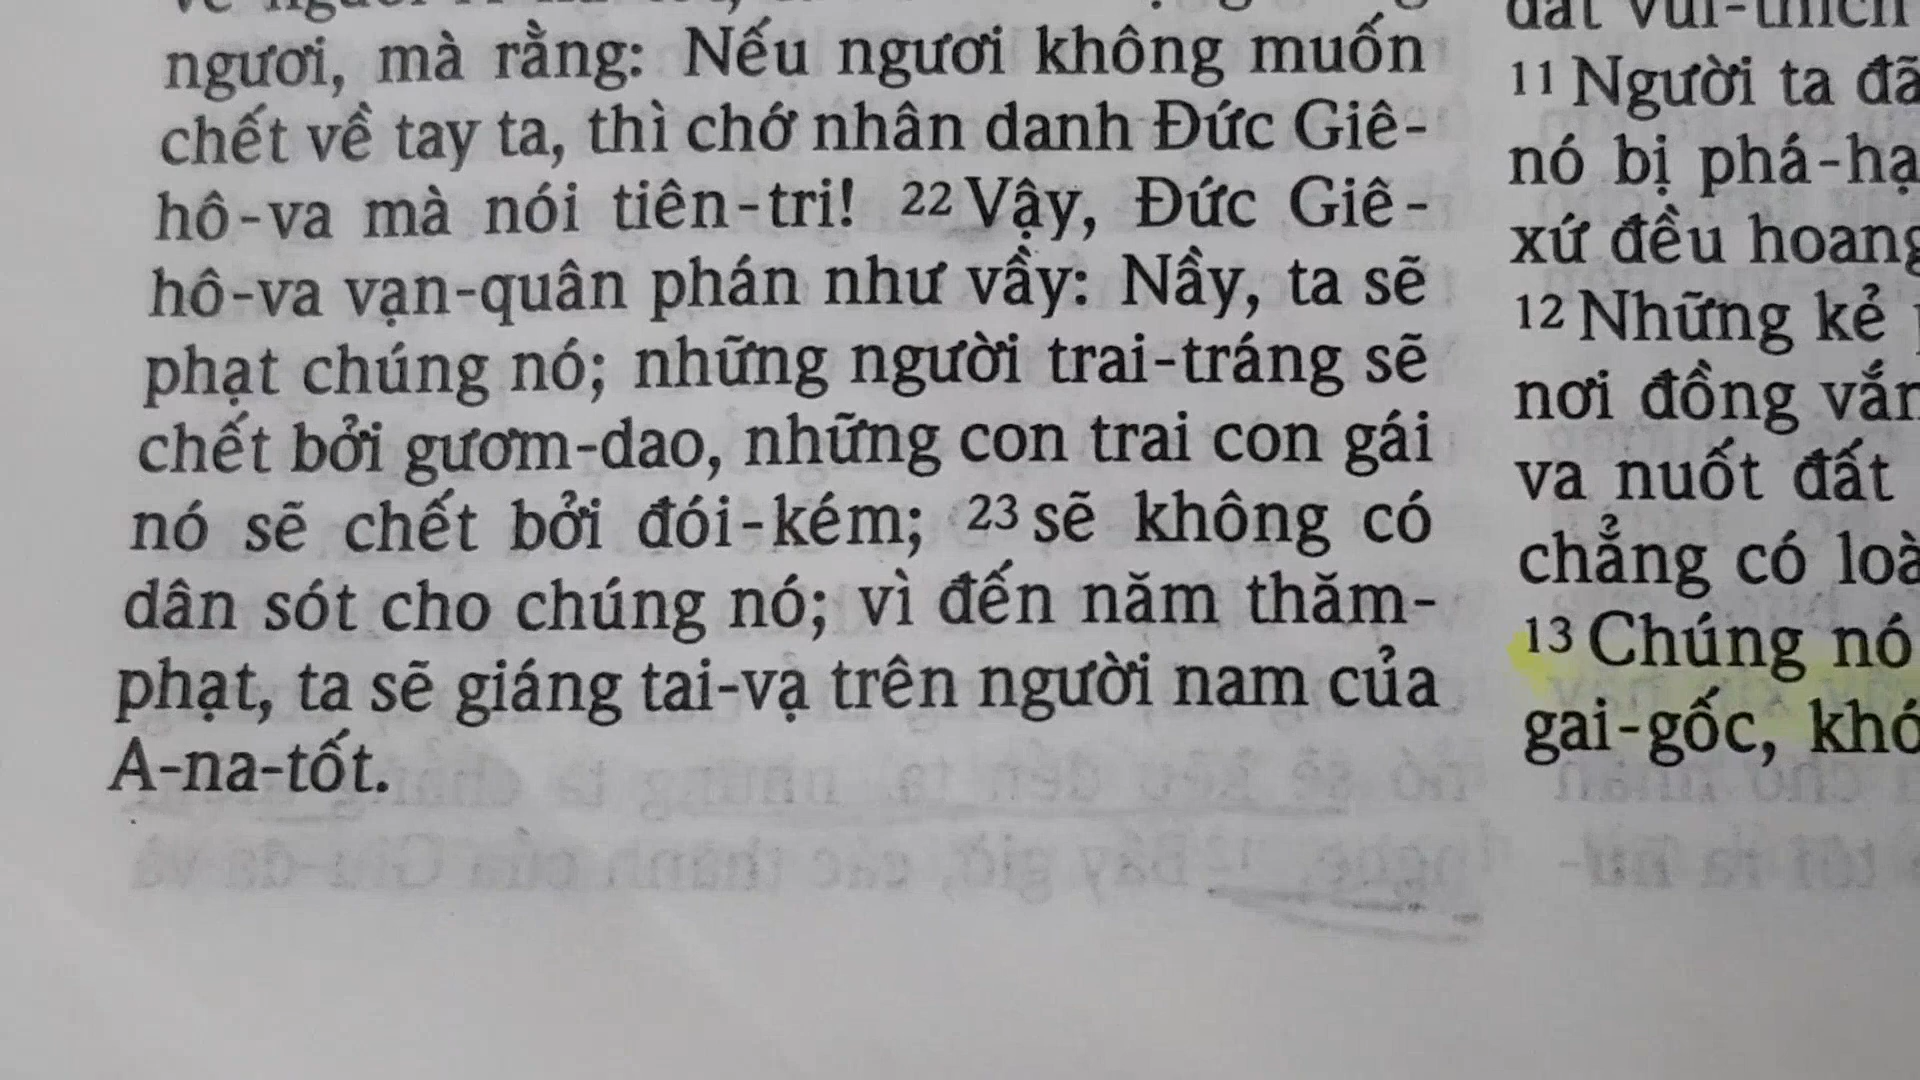 ngươi, mà rằng: Nếu ngươi không muốn
chết về tay ta, thì chớ nhân danh Đức Giê-
hô-va mà nói tiên-tri! 22 Vậy, Đức Giê-
hô-va vạn-quân phán như vầy: Nầy, ta sẽ
phạt chúng nó; những người trai-tráng sẽ
chết bởi gươm-dao, những con trai con gái
nó sẽ chết bởi đói-kém; 23 sẽ không có
dân sót cho chúng nó; vì đến năm thăm-
phạt, ta sẽ giáng tai-vạ trên người nam của
A-na-tốt.
đất vui-thích
11 Người ta đã
nó bị phá-hạ
xứ đều hoang
12 Những kẻ
nơi đồng vắn
va nuốt đất
chẳng có loà
13 Chúng nó
gai-gốc, khó